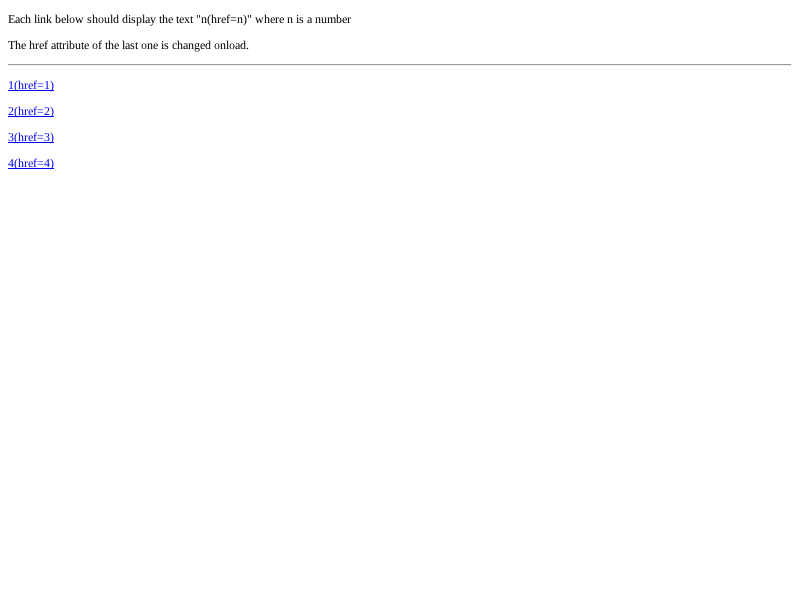 Each link below should display the text "n(href=n)" where n is a number
The href attribute of the last one is changed onload.
1(href=1)
2(href=2)
3(href=3)
4(href=4)